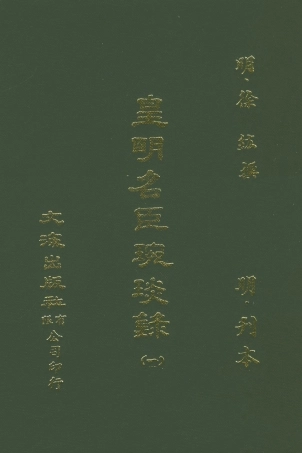 明·徐紘撰　明·刊本
皇明名臣琬琰錄(一)
文海出版社有限公司印行